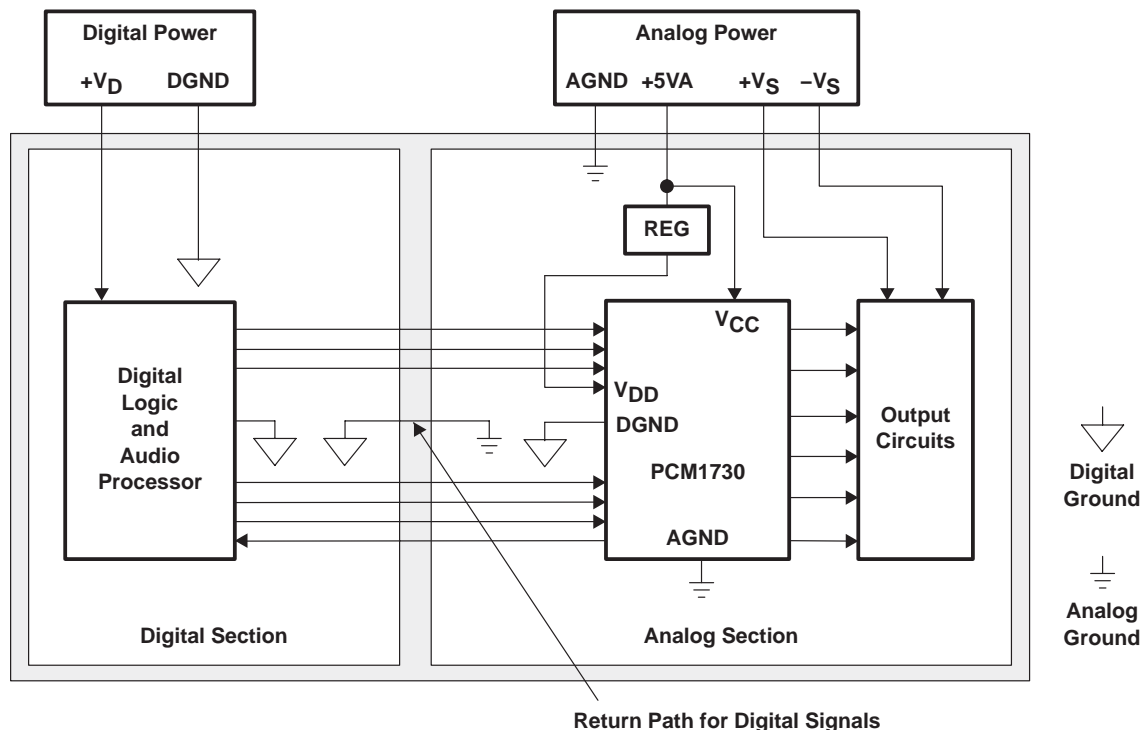 Digital Power
+VD DGND
Analog Power
AGND +5VA +VS –VS
REG
VCC
VDD
DGND
PCM1730
AGND
Digital
Logic
and
Audio
Processor
Output
Circuits
Digital
Ground
Analog
Ground
Digital Section
Analog Section
Return Path for Digital Signals